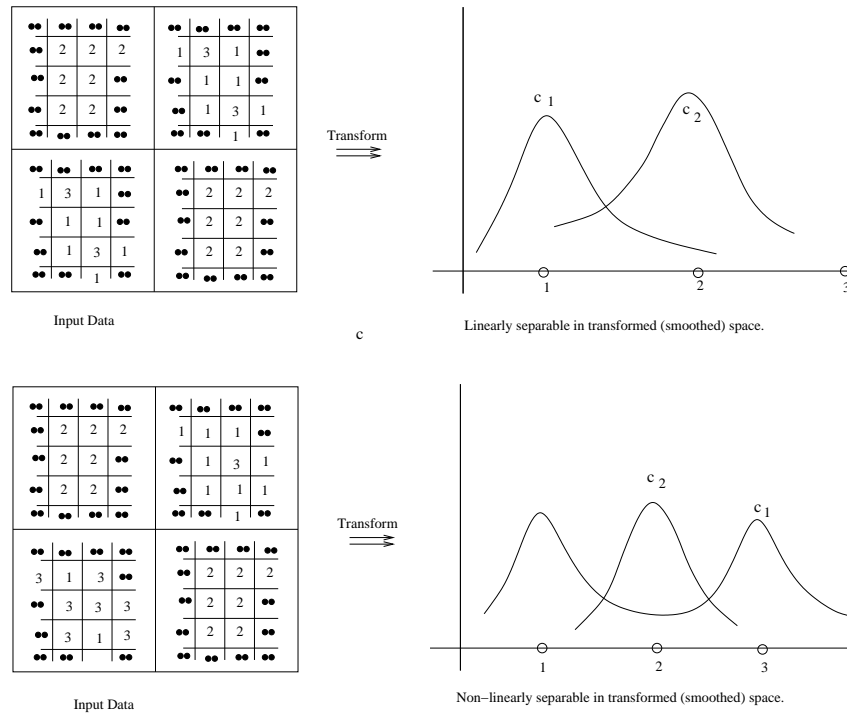 2 2 2
2 2
2 2
1 3 1
1 1
1 3 1
1
1 3 1
1 1
1 3 1
1
2 2 2
2 2
2 2
Input Data
Transform
c 1
c 2
1 2 3
Linearly separable in transformed (smoothed) space.
c
2 2 2
2 2
2 2
1 1 1
1 3 1
1 1 1
1
3 1 3
3 3 3
3 1 3
2 2 2
2 2
2 2
Input Data
Transform
c 2
c 1
1 2 3
Non-linearly separable in transformed (smoothed) space.